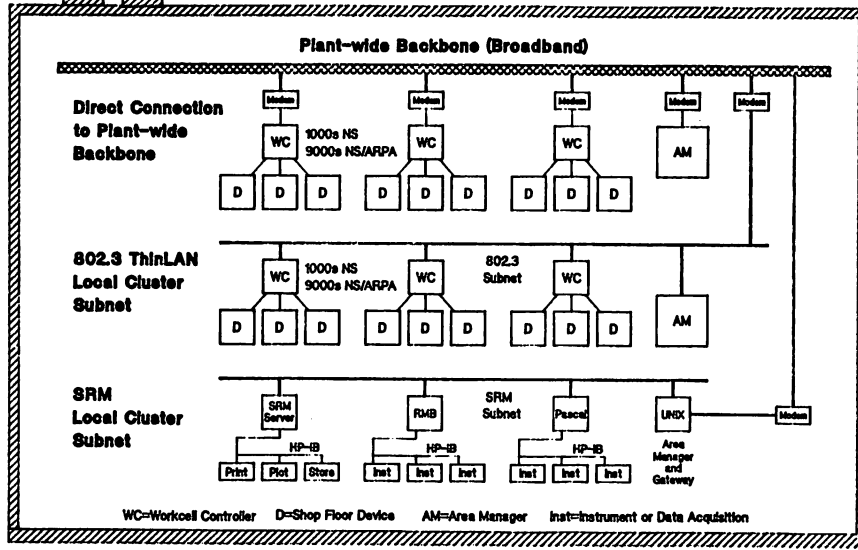 Plant-wide Backbone (Broadband)
Modem Modem Modem Modem Modem
Direct Connection
to Plant-wide
Backbone
WC 1000s NS
9000s NS/ARPA
WC WC AM
D D D D D D D D D
802.3 ThinLAN
Local Cluster
Subnet
WC 1000s NS
9000s NS/ARPA
WC 802.3
Subnet
WC
AM
D D D D D D D D D
SRM
Local Cluster
Subnet
SRM
Server
RMB
SRM
Subnet
Pascal
UNIX
Modem
HP-IB HP-IB HP-IB
Print Plot Store Inst Inst Inst Inst Inst Inst
Area
Manager
and
Gateway
WC=Workcell Controller D=Shop Floor Device AM=Area Manager Inst=Instrument or Data Acquisition